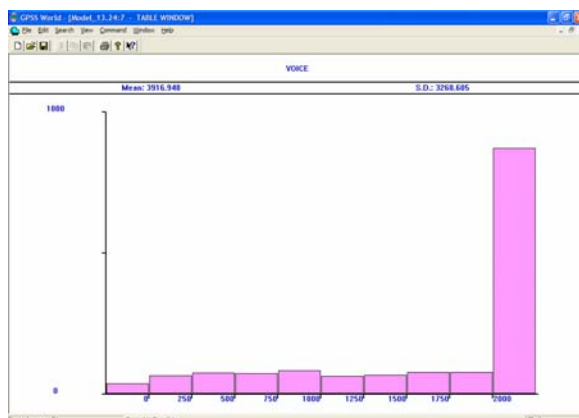 GPSS World - [Model_13.24:7 - TABLE WINDOW]
File Edit Search View Command Window Help
VOICE
Mean: 3916.940 S.D.: 3268.605
1000
0
0 250 500 750 1000 1250 1500 1750 2000